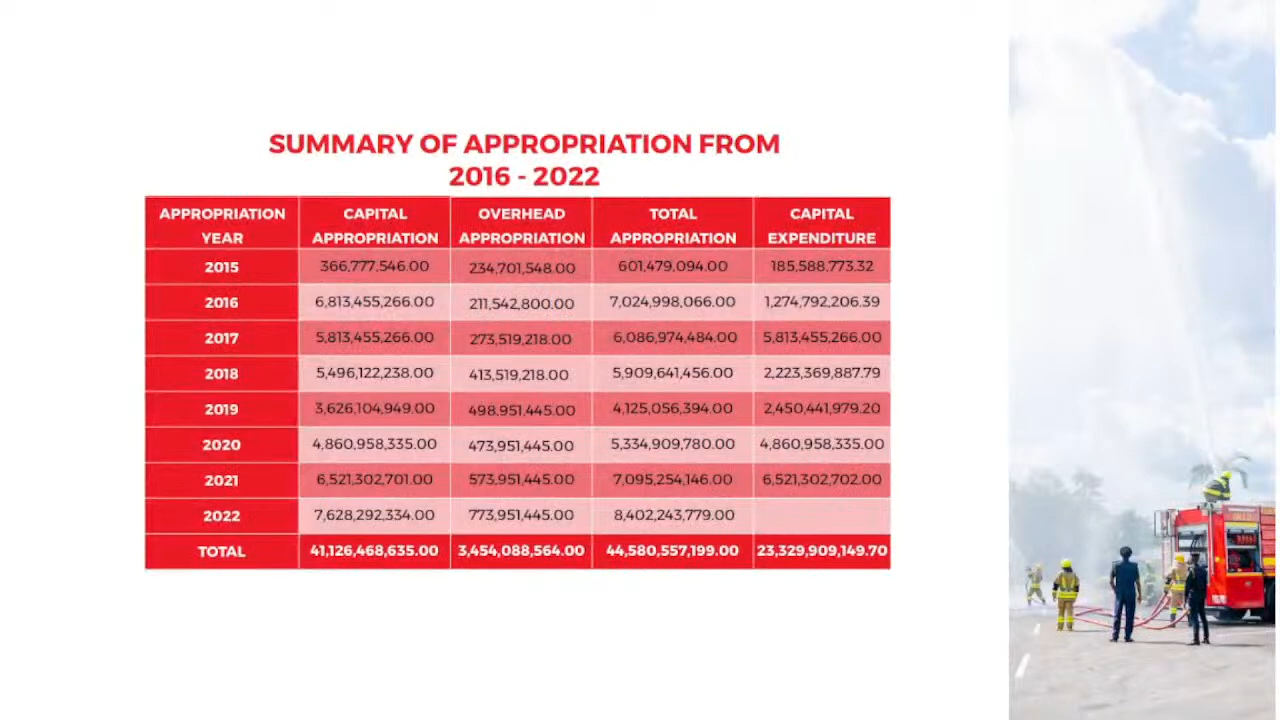 SUMMARY OF APPROPRIATION FROM
2016 - 2022
APPROPRIATION YEAR CAPITAL APPROPRIATION OVERHEAD APPROPRIATION TOTAL APPROPRIATION CAPITAL EXPENDITURE
2015 366,777.546.00 234,701,548.00 601,479,094.00 185,588,773.32
2016 6,813,455,266.00 211,542,800.00 7,024,998,066.00 1,274,792,206.39
2017 5,813,455,266.00 273,519,218.00 6,086,974,484.00 5,813,455,266.00
2018 5,496,122,238.00 413,519,218.00 5,909,641,456.00 2,223,369,887.79
2019 3,626,104,949.00 498.951,445.00 4,125,056,394.00 2,450,441,979.20
2020 4,860,958,335.00 473,951,445.00 5,334,909,780.00 4,860,958,335.00
2021 6,521,302,701.00 573,951,445.00 7,095,254,146.00 6,521,302,702.00
2022 7,628,292,334.00 773,951,445.00 8,402,243,779.00
TOTAL 41,126,468,635.00 3,454,088,564.00 44,580,557,199.00 23,329,909,149.70